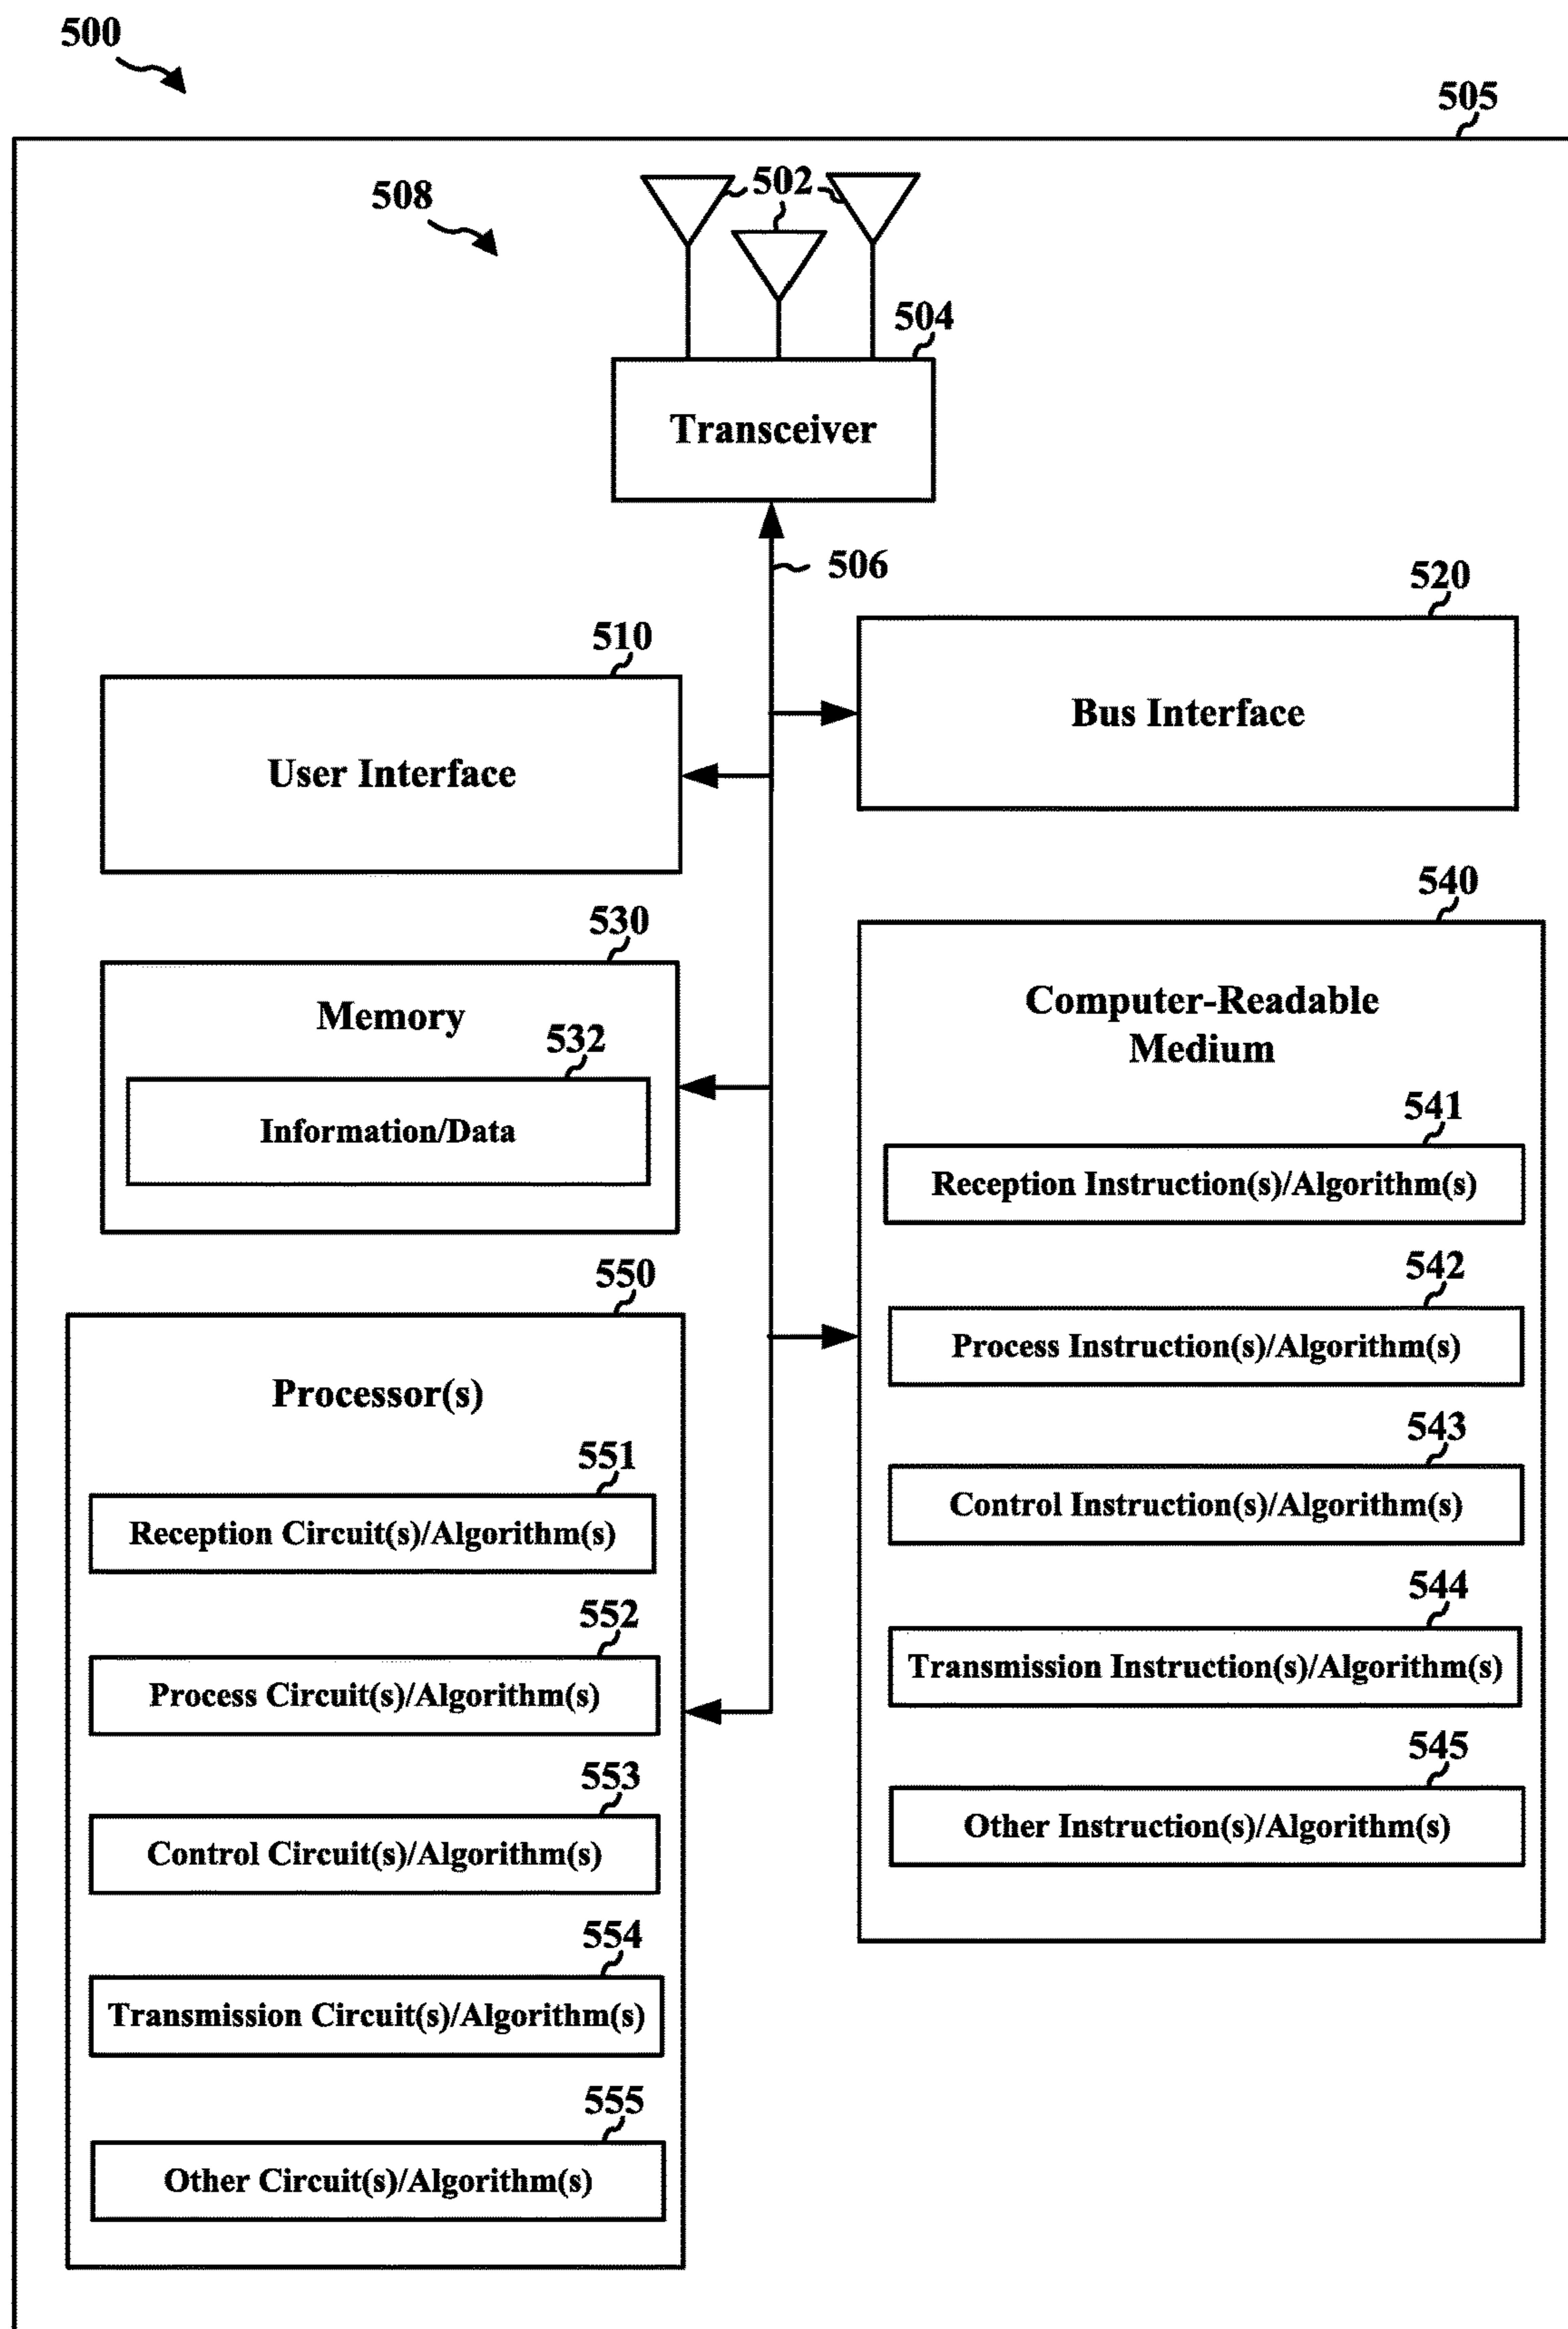 500
505
502
508
504
Transceiver
506
520
Bus Interface
510
User Interface
530
Memory
532
Information/Data
540
Computer-Readable
Medium
541
Reception Instruction(s)/Algorithm(s)
542
Process Instruction(s)/Algorithm(s)
543
Control Instruction(s)/Algorithm(s)
544
Transmission Instruction(s)/Algorithm(s)
545
Other Instruction(s)/Algorithm(s)
550
Processor(s)
551
Reception Circuit(s)/Algorithm(s)
552
Process Circuit(s)/Algorithm(s)
553
Control Circuit(s)/Algorithm(s)
554
Transmission Circuit(s)/Algorithm(s)
555
Other Circuit(s)/Algorithm(s)